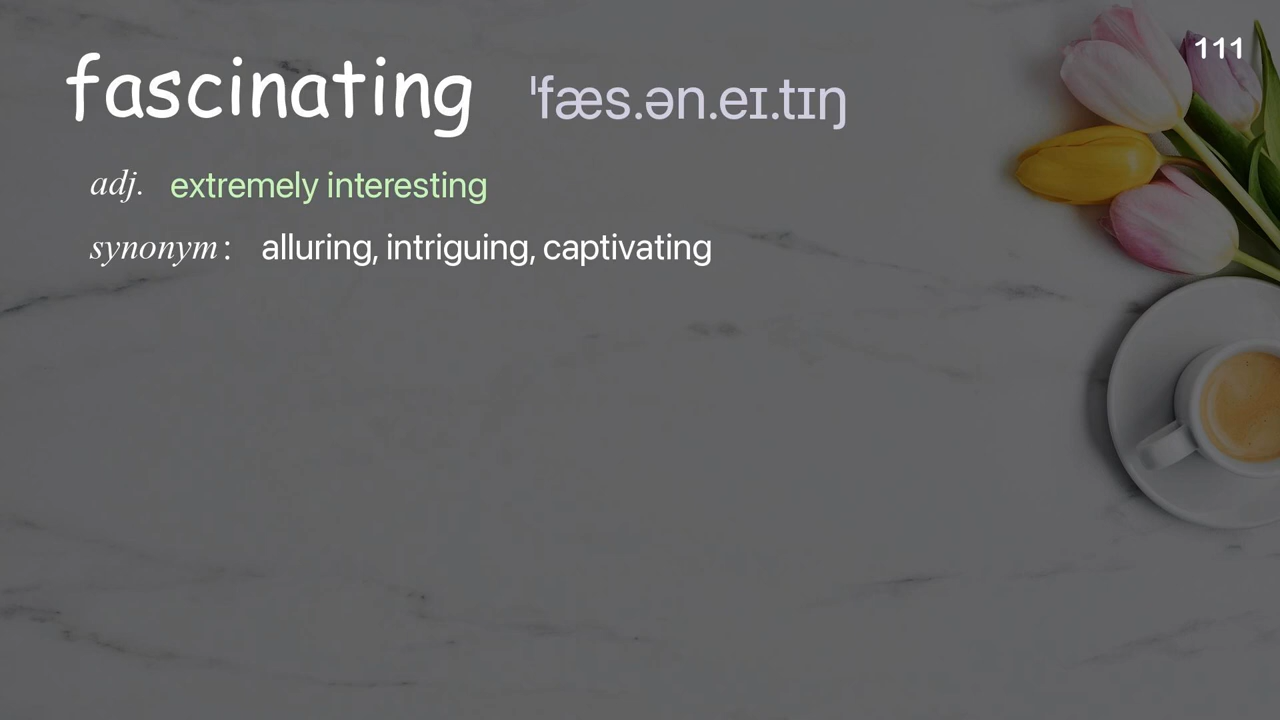 111
fascinating ˈfæs.ən.eɪ.tɪŋ
adj. extremely interesting
synonym: alluring, intriguing, captivating